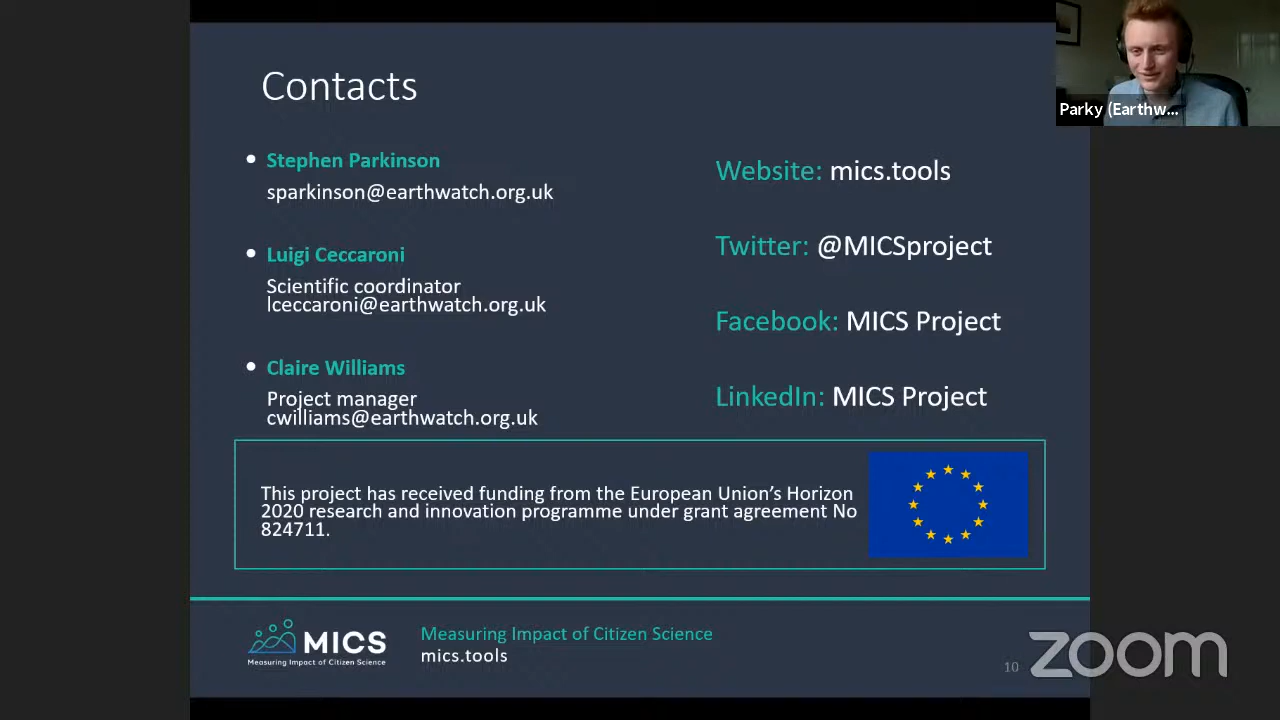 Contacts
Stephen Parkinson
sparkinson@earthwatch.org.uk
Luigi Ceccaroni
Scientific coordinator
lceccaroni@earthwatch.org.uk
Claire Williams
Project manager
cwilliams@earthwatch.org.uk
Website: mics.tools
Twitter: @MICSproject
Facebook: MICS Project
LinkedIn: MICS Project
This project has received funding from the European Union’s Horizon
2020 research and innovation programme under grant agreement No
824711.
MICS
Measuring Impact of Citizen Science
Measuring Impact of Citizen Science
mics.tools
10
zoom
Parky (Earthw...